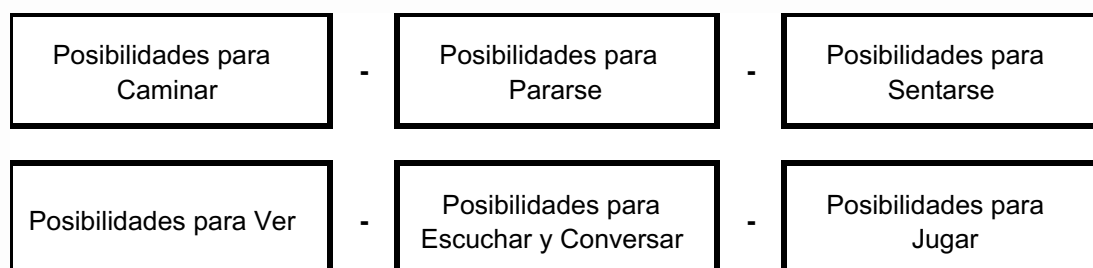 Posibilidades para
Caminar
-
Posibilidades para
Pararse
-
Posibilidades para
Sentarse
Posibilidades para Ver
-
Posibilidades para
Escuchar y Conversar
-
Posibilidades para
Jugar